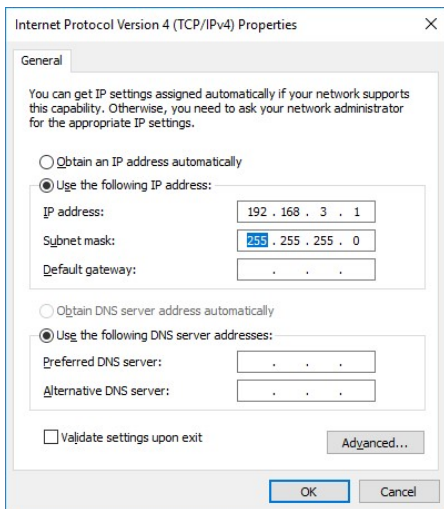 Internet Protocol Version 4 (TCP/IPv4) Properties
General
You can get IP settings assigned automatically if your network supports
this capability. Otherwise, you need to ask your network administrator
for the appropriate IP settings.
Obtain an IP address automatically
Use the following IP address:
IP address: 192 . 168 . 3 . 1
Subnet mask: 255 . 255 . 255 . 0
Default gateway: . . .
Obtain DNS server address automatically
Use the following DNS server addresses:
Preferred DNS server: . . .
Alternative DNS server: . . .
Validate settings upon exit
Advanced...
OK Cancel